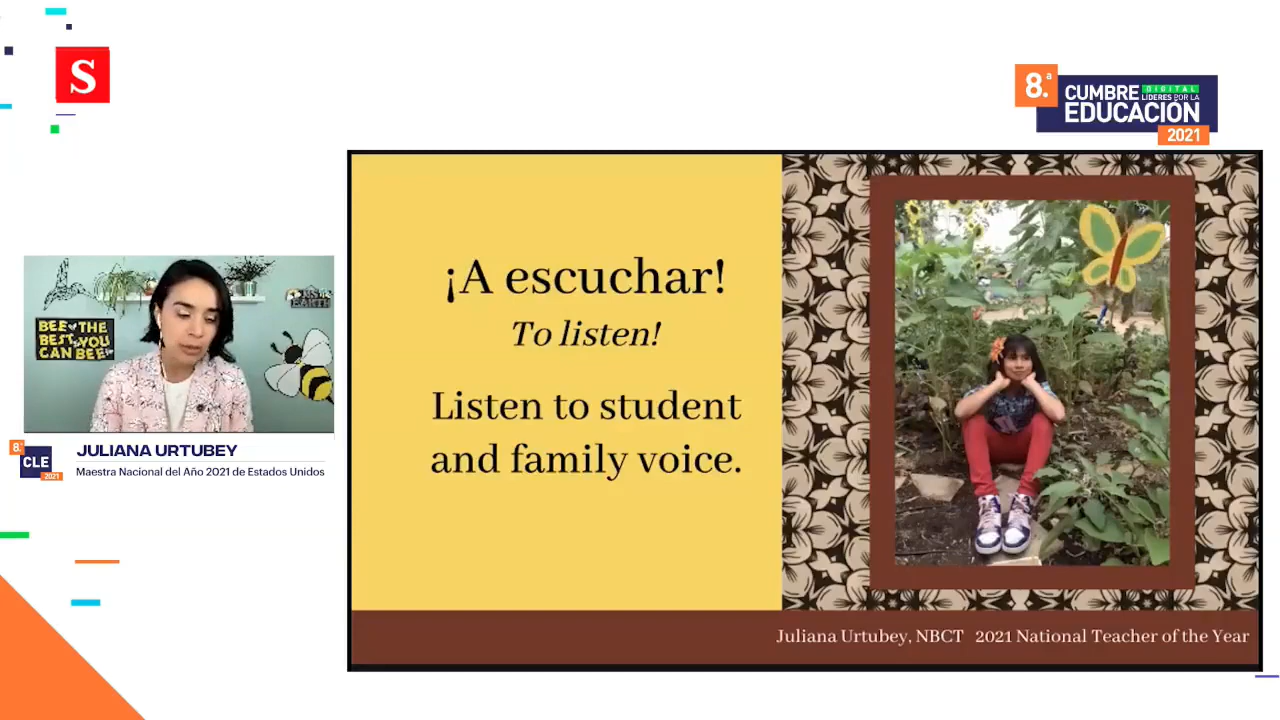 S
8.ª
CUMBRE DIGITAL
LÍDERES POR LA
EDUCACIÓN
2021
¡A escuchar!
To listen!
Listen to student
and family voice.
BEE THE
BEST YOU
CAN BEE
EARTH
8.ª
CLE
2021
JULIANA URTUBEY
Maestra Nacional del Año 2021 de Estados Unidos
Juliana Urtubey, NBCT 2021 National Teacher of the Year